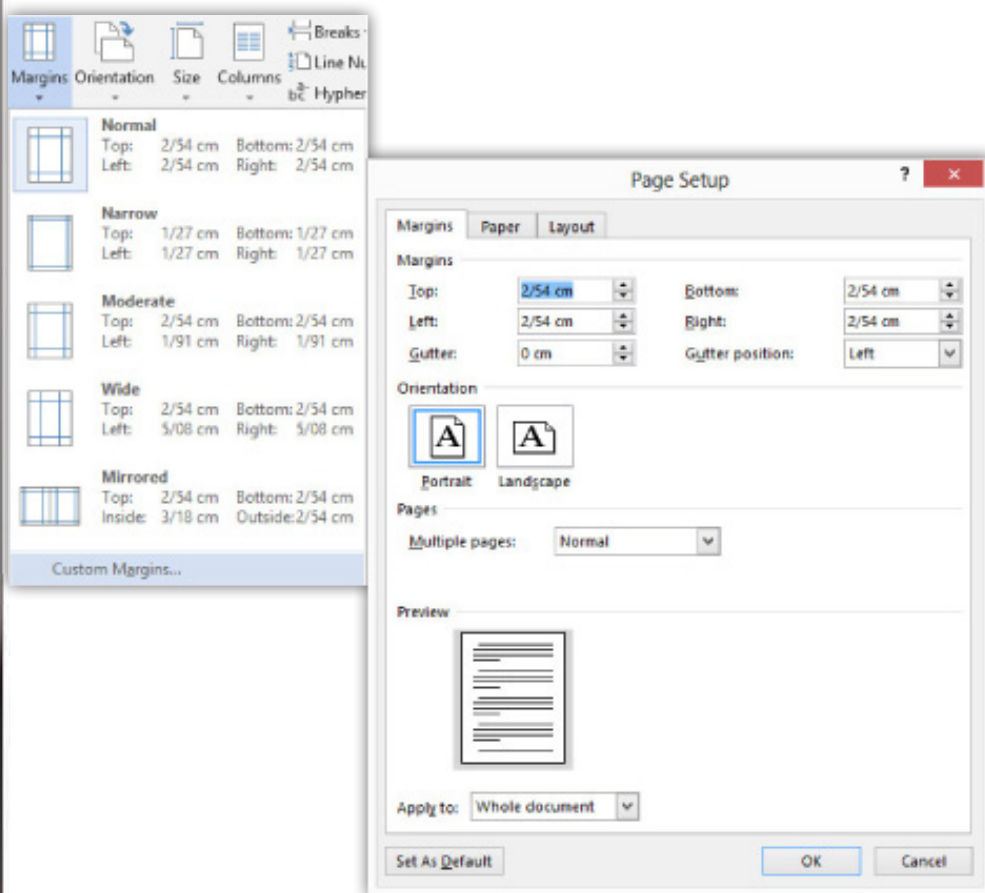 Margins Orientation Size Columns
Breaks
Line Nu
Hypher
Normal
Top: 2/54 cm Bottom: 2/54 cm
Left: 2/54 cm Right: 2/54 cm
Narrow
Top: 1/27 cm Bottom: 1/27 cm
Left: 1/27 cm Right: 1/27 cm
Moderate
Top: 2/54 cm Bottom: 2/54 cm
Left: 1/91 cm Right: 1/91 cm
Wide
Top: 2/54 cm Bottom: 2/54 cm
Left: 5/08 cm Right: 5/08 cm
Mirrored
Top: 2/54 cm Bottom: 2/54 cm
Inside: 3/18 cm Outside: 2/54 cm
Custom Margins...
Page Setup ? ×
Margins Paper Layout
Margins
Top: 2/54 cm Bottom: 2/54 cm
Left: 2/54 cm Right: 2/54 cm
Gutter: 0 cm Gutter position: Left
Orientation
A A
Portrait Landscape
Pages
Multiple pages: Normal
Preview
Apply to: Whole document
Set As Default OK Cancel